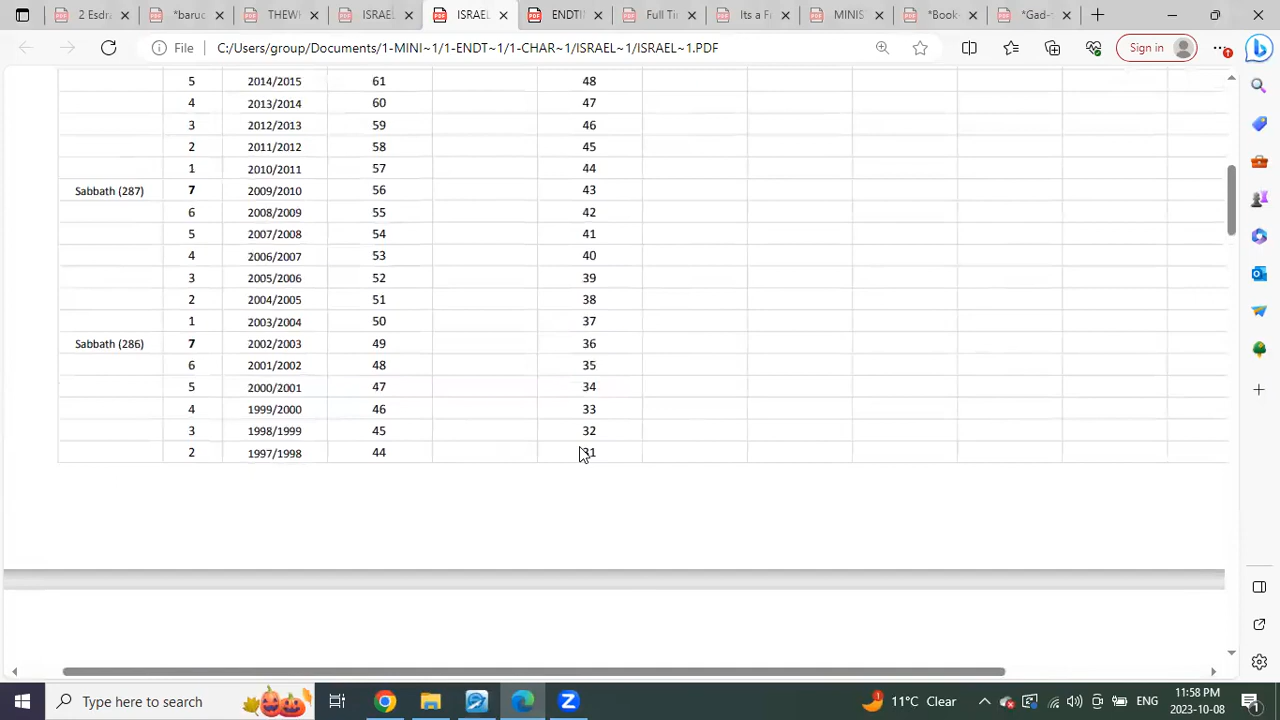 2 Esdra
ibaruc
THEWH
ISRAEL
ISRAEL
ENDTIN
Full Tin
Its a F
MINIS
*Book-
*Gad-
File C:/Users/group/Documents/1-MINI~1/1-ENDT~1/1-CHAR~1/ISRAEL~1/ISRAEL~1.PDF Sign in
5 2014/2015 61 48
4 2013/2014 60 47
3 2012/2013 59 46
2 2011/2012 58 45
1 2010/2011 57 44
Sabbath (287) 7 2009/2010 56 43
6 2008/2009 55 42
5 2007/2008 54 41
4 2006/2007 53 40
3 2005/2006 52 39
2 2004/2005 51 38
1 2003/2004 50 37
Sabbath (286) 7 2002/2003 49 36
6 2001/2002 48 35
5 2000/2001 47 34
4 1999/2000 46 33
3 1998/1999 45 32
2 1997/1998 44 31
Type here to search
11°C Clear
ENG
11:58 PM
2023-10-08